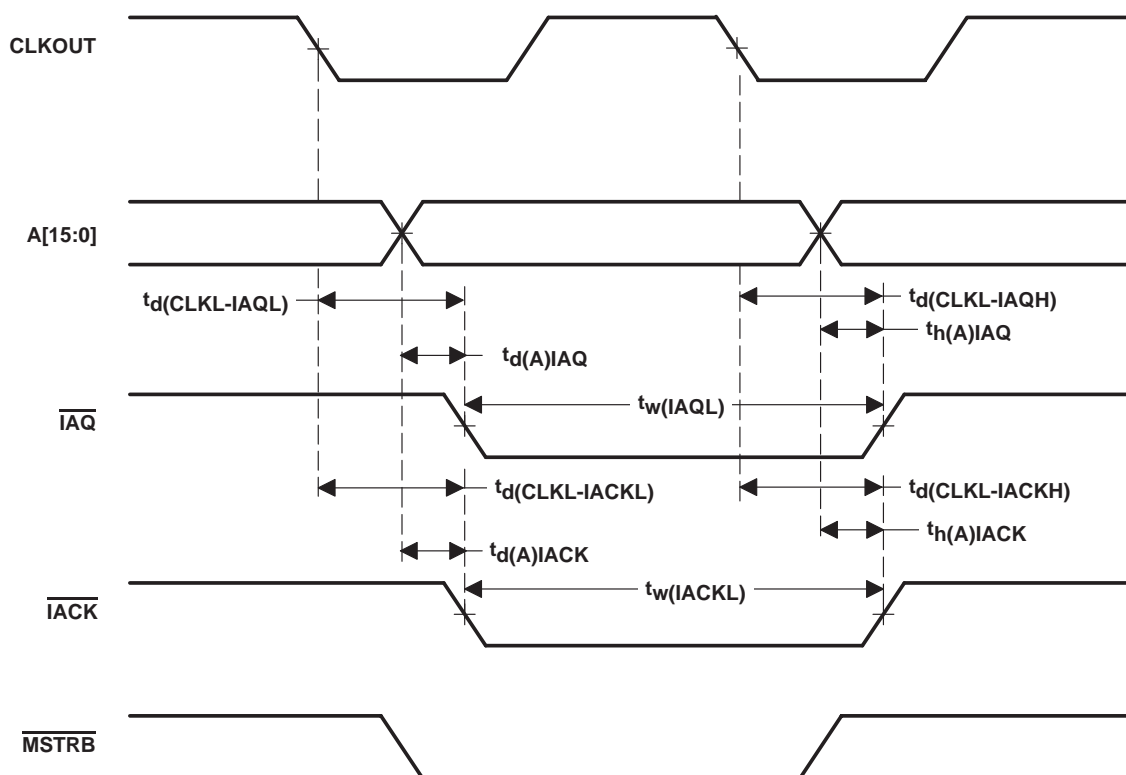 CLKOUT
A[15:0]
td(CLKL-IAQL)
td(CLKL-IAQH)
th(A)IAQ
td(A)IAQ
tw(IAQL)
IAQ
td(CLKL-IACKL)
td(CLKL-IACKH)
th(A)IACK
td(A)IACK
tw(IACKL)
IACK
MSTRB